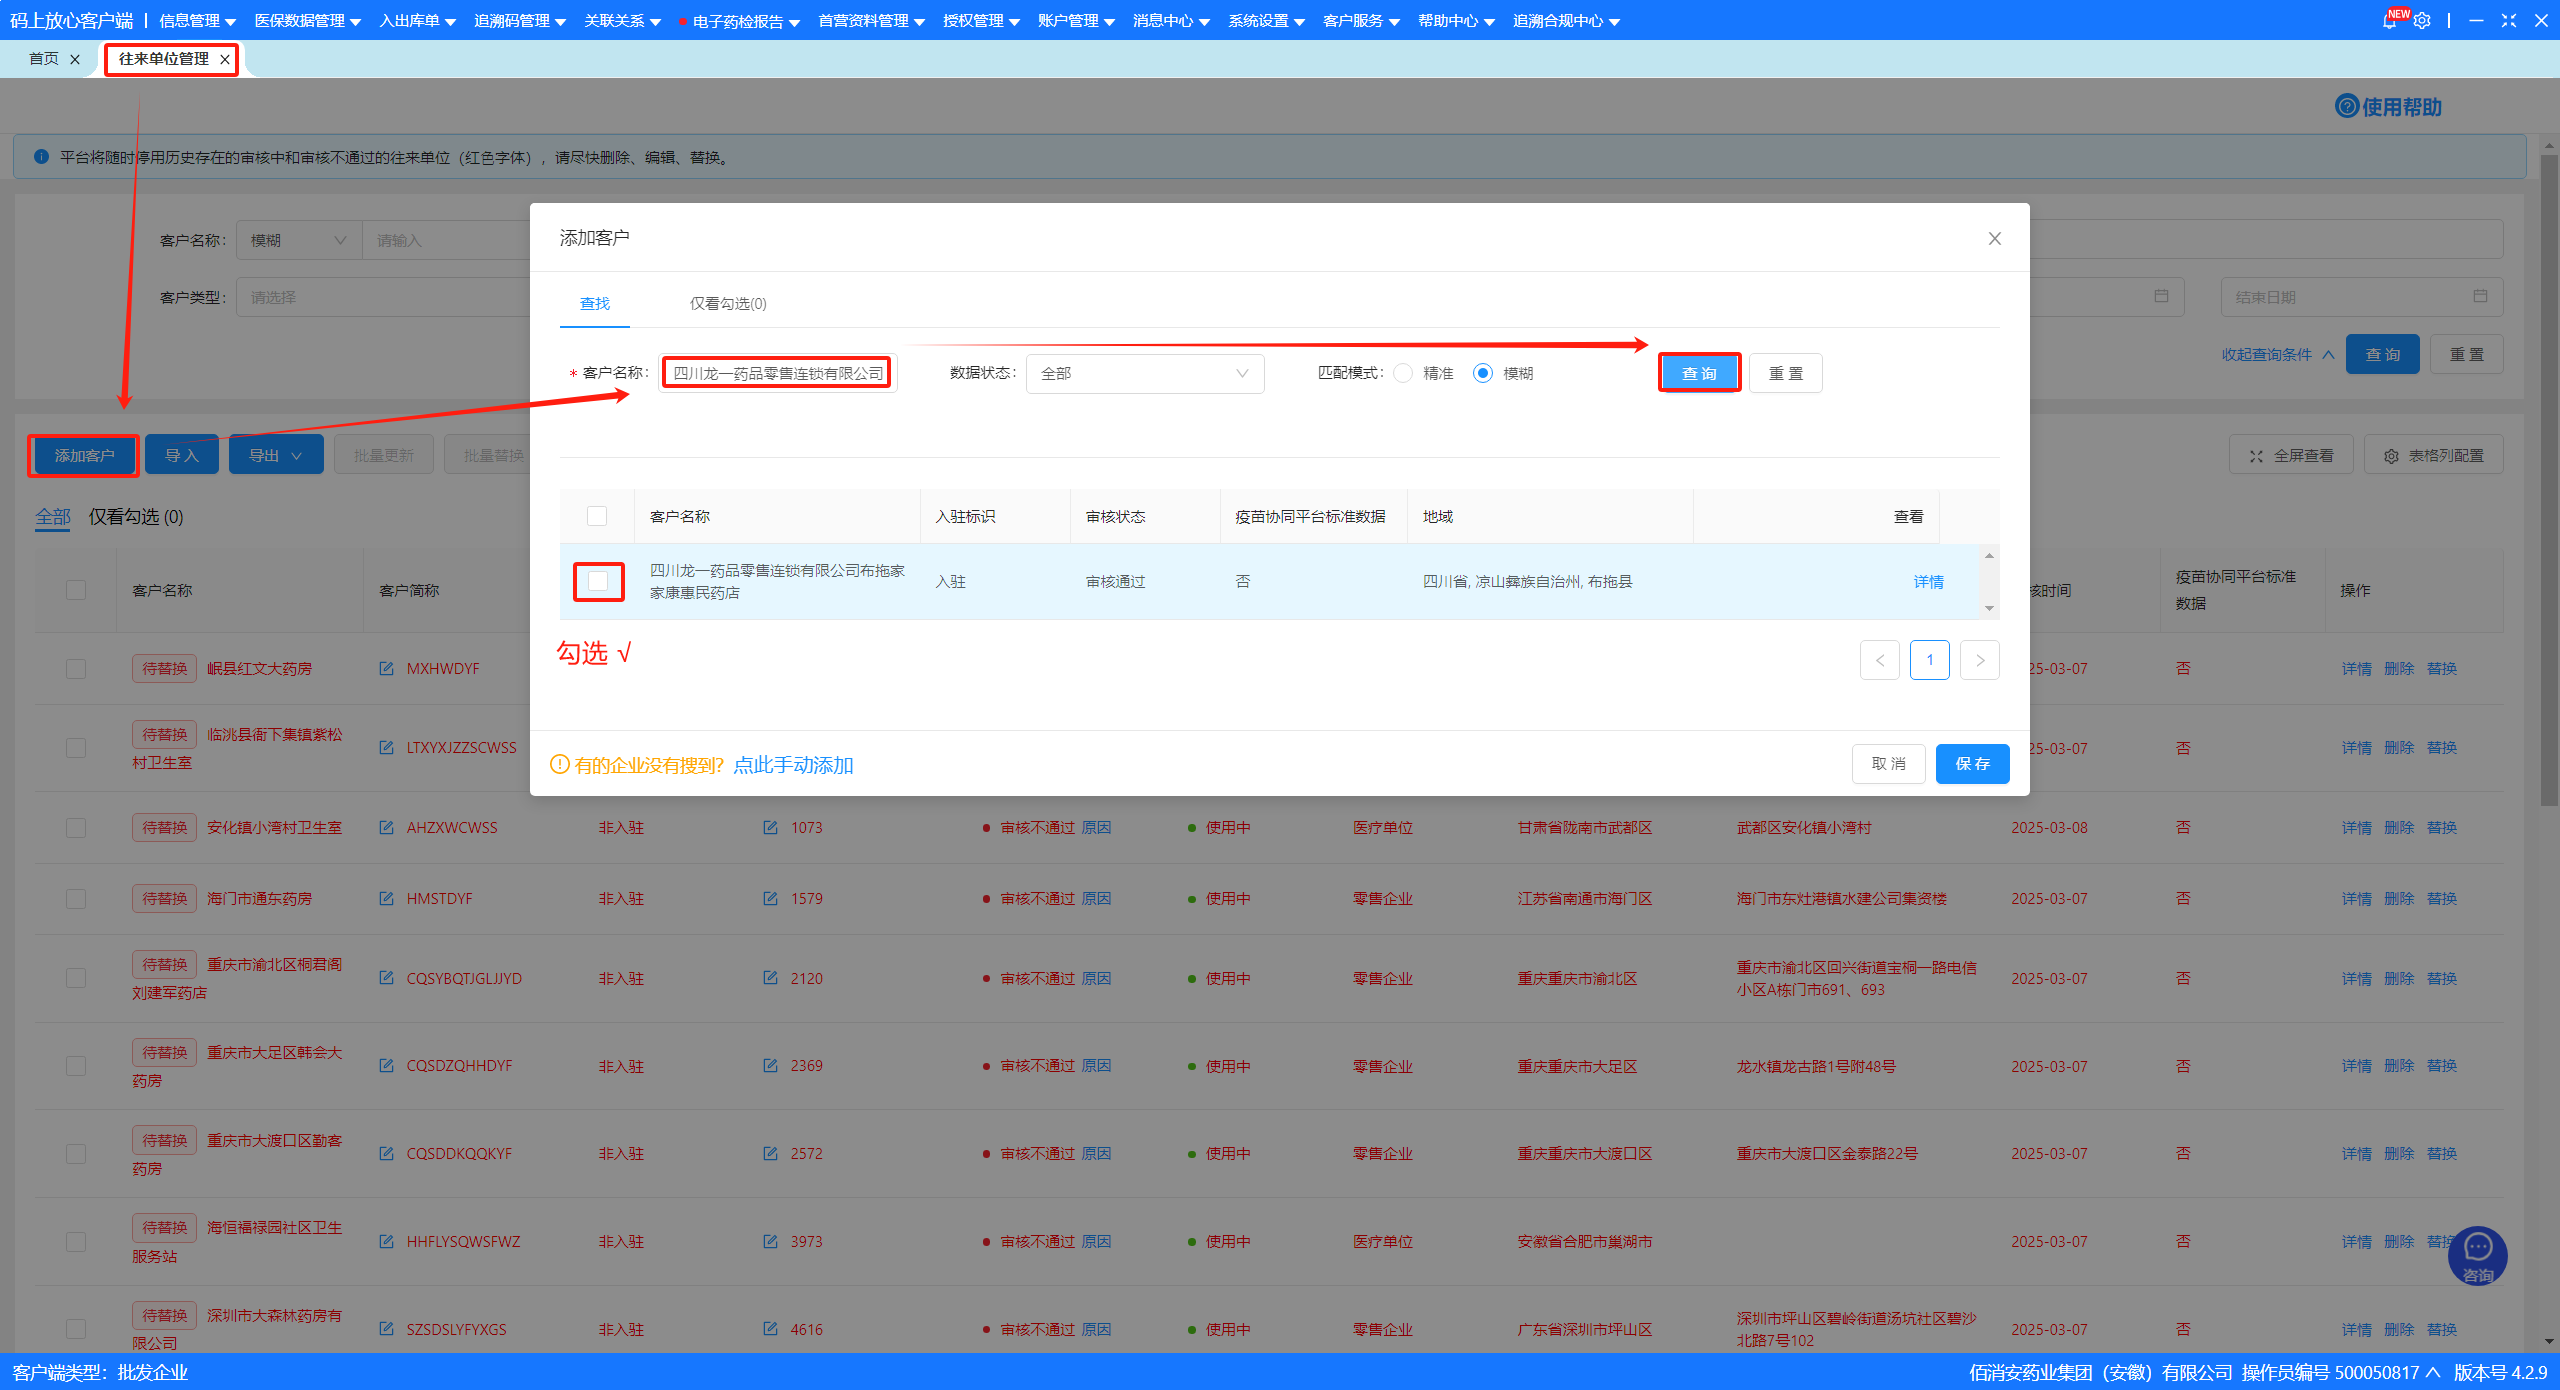 码上放心客户端 | 信息管理 医保数据管理 入出库单 追溯码管理 关联关系 电子药检报告 首营资料管理 授权管理 账户管理 消息中心 系统设置 客户服务 帮助中心 追溯合规中心 NEW
首页 往来单位管理
使用帮助
平台将随时停用历史存在的审核中和审核不通过的往来单位（红色字体），请尽快删除、编辑、替换。
客户名称： 模糊 请输入
客户类型： 请选择 结束日期
收起查询条件 查 询 重 置
添加客户 导 入 导出 批量更新 批量替换 全屏查看 表格列配置
全部 仅看勾选 (0)
添加客户
查找 仅看勾选(0)
* 客户名称： 四川龙一药品零售连锁有限公司 数据状态： 全部 匹配模式： 精准 模糊 查 询 重 置
客户名称 入驻标识 审核状态 疫苗协同平台标准数据 地域 查看
四川龙一药品零售连锁有限公司布拖家
家康惠民药店 入驻 审核通过 否 四川省, 凉山彝族自治州, 布拖县 详情
勾选 √
1
有的企业没有搜到？ 点此手动添加 取 消 保 存
客户名称 客户简称 核时间 疫苗协同平台标准
数据 操作
待替换 岷县红文大药房 MXHWDYF 25-03-07 否 详情 删除 替换
待替换 临洮县衙下集镇紫松
村卫生室 LTXYXJZZSCWSS 25-03-07 否 详情 删除 替换
待替换 安化镇小湾村卫生室 AHZXWCWSS 非入驻 1073 审核不通过 原因 使用中 医疗单位 甘肃省陇南市武都区 武都区安化镇小湾村 2025-03-08 否 详情 删除 替换
待替换 海门市通东药房 HMSTDYF 非入驻 1579 审核不通过 原因 使用中 零售企业 江苏省南通市海门区 海门市东灶港镇水建公司集资楼 2025-03-07 否 详情 删除 替换
待替换 重庆市渝北区桐君阁
刘建军药店 CQSYBQTJGLJJYD 非入驻 2120 审核不通过 原因 使用中 零售企业 重庆重庆市渝北区 重庆市渝北区回兴街道宝桐一路电信
小区A栋门市691、693 2025-03-07 否 详情 删除 替换
待替换 重庆市大足区韩会大
药房 CQSDZQHHDYF 非入驻 2369 审核不通过 原因 使用中 零售企业 重庆重庆市大足区 龙水镇龙古路1号附48号 2025-03-07 否 详情 删除 替换
待替换 重庆市大渡口区勤客
药房 CQSDDKQQKYF 非入驻 2572 审核不通过 原因 使用中 零售企业 重庆重庆市大渡口区 重庆市大渡口区金泰路22号 2025-03-07 否 详情 删除 替换
待替换 海恒福禄园社区卫生
服务站 HHFLYSQWSFWZ 非入驻 3973 审核不通过 原因 使用中 医疗单位 安徽省合肥市巢湖市 2025-03-07 否 详情 删除 替换
咨询
待替换 深圳市大森林药房有
限公司 SZSDSLYFYXGS 非入驻 4616 审核不通过 原因 使用中 零售企业 广东省深圳市坪山区 深圳市坪山区碧岭街道汤坑社区碧沙
北路7号102 2025-03-07 否 详情 删除 替换
客户端类型：批发企业 佰消安药业集团（安徽）有限公司 操作员编号 500050817 版本号 4.2.9